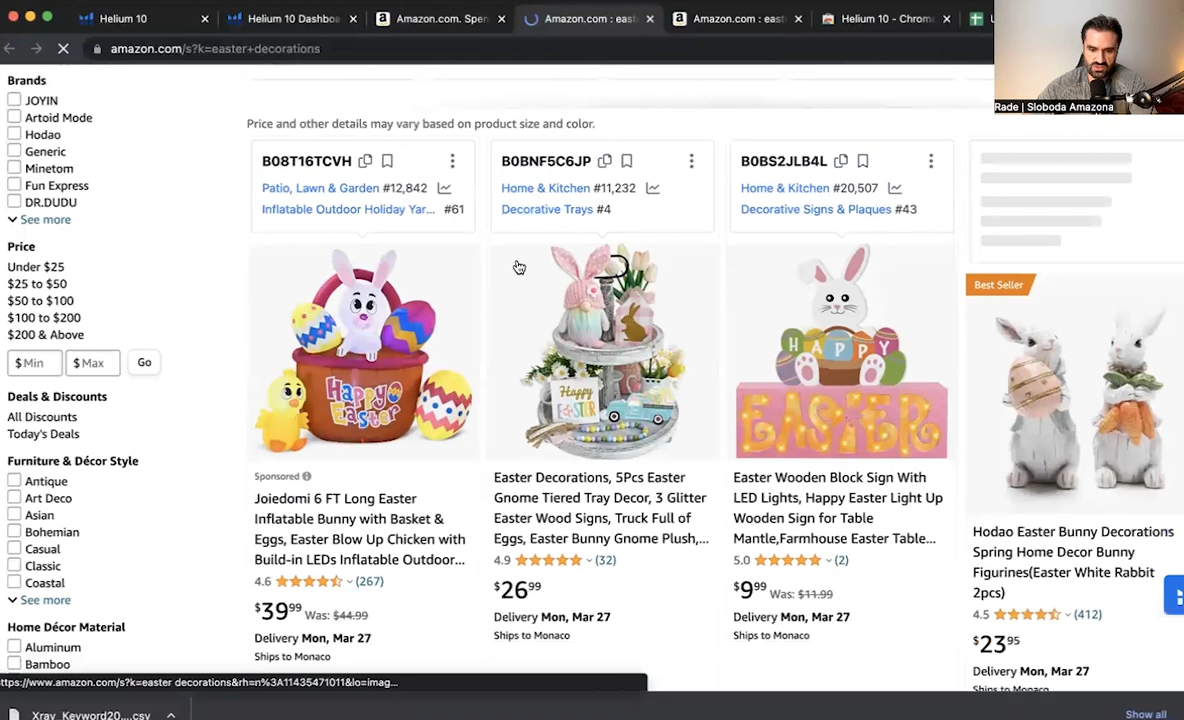 Helium 10
Helium 10 Dashboa
Amazon.com. Spen
Amazon.com : east
Amazon.com : easte
Helium 10 - Chrome
amazon.com/s?k=easter+decorations
Rade | Sloboda Amazona
Brands
JOYIN
Artoid Mode
Hodao
Generic
Minetom
Fun Express
DR.DUDU
See more
Price
Under $25
$25 to $50
$50 to $100
$100 to $200
$200 & Above
$ Min
$ Max
Go
Deals & Discounts
All Discounts
Today's Deals
Furniture & Décor Style
Antique
Art Deco
Asian
Bohemian
Casual
Classic
Coastal
See more
Home Décor Material
Aluminum
Bamboo
Price and other details may vary based on product size and color.
B08T16TCVH
Patio, Lawn & Garden #12,842
Inflatable Outdoor Holiday Yar... #61
Happy
Easter
Sponsored
Joiedomi 6 FT Long Easter
Inflatable Bunny with Basket &
Eggs, Easter Blow Up Chicken with
Build-in LEDs Inflatable Outdoor...
4.6 (267)
$39 99 Was: $44.99
Delivery Mon, Mar 27
Ships to Monaco
B0BNF5C6JP
Home & Kitchen #11,232
Decorative Trays #4
Happy
EASTER
Easter Decorations, 5Pcs Easter
Gnome Tiered Tray Decor, 3 Glitter
Easter Wood Signs, Truck Full of
Eggs, Easter Bunny Gnome Plush,...
4.9 (32)
$26 99
Delivery Mon, Mar 27
Ships to Monaco
B0BS2JLB4L
Home & Kitchen #20,507
Decorative Signs & Plaques #43
HAPPY
EASTER
Easter Wooden Block Sign With
LED Lights, Happy Easter Light Up
Wooden Sign for Table
Mantle,Farmhouse Easter Table...
5.0 (2)
$9 99 Was: $11.99
Delivery Mon, Mar 27
Ships to Monaco
Best Seller
Hodao Easter Bunny Decorations
Spring Home Decor Bunny
Figurines(Easter White Rabbit
2pcs)
4.5 (412)
$23 95
Delivery Mon, Mar 27
Ships to Monaco
https://www.amazon.com/s?k=easter decorations&rh=n%3A11435471011&lo=imag...
Xray_Keyword20....csv
Show all